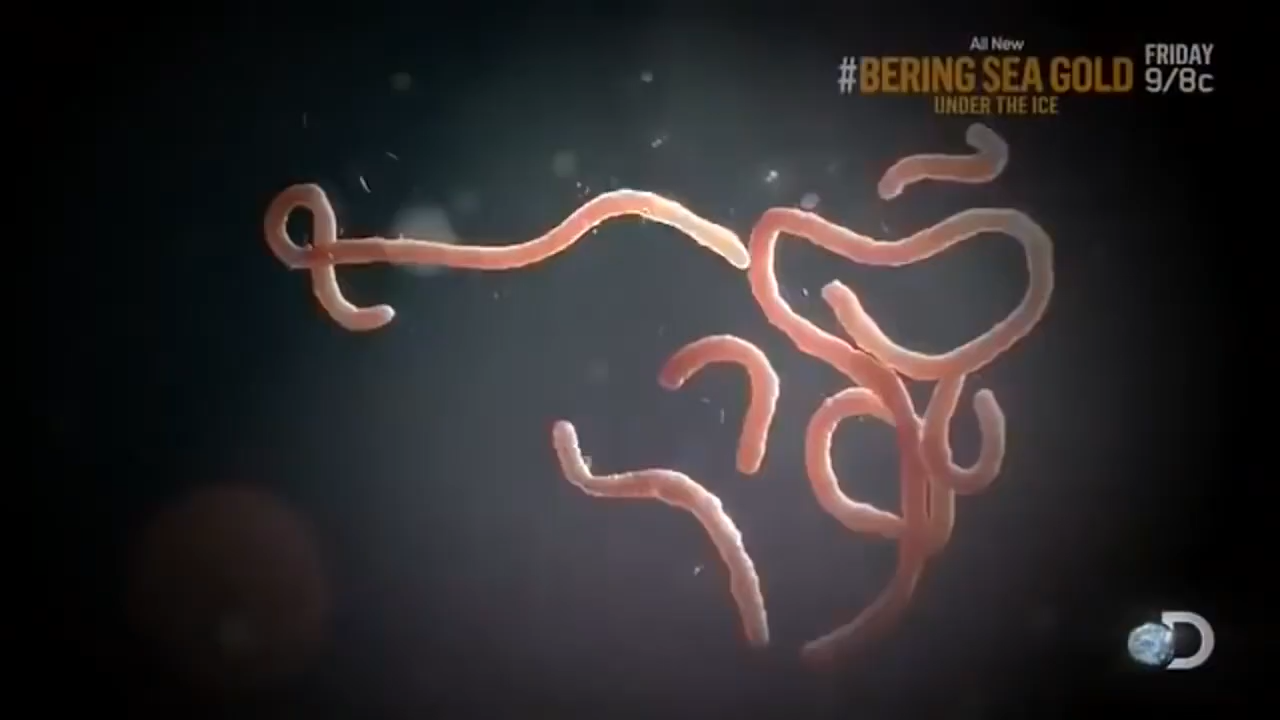 All New
#BERING SEA GOLD
UNDER THE ICE
FRIDAY
9/8c